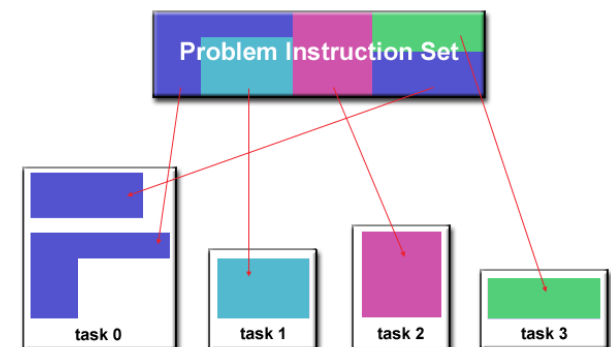 Problem Instruction Set
task 0
task 1
task 2
task 3